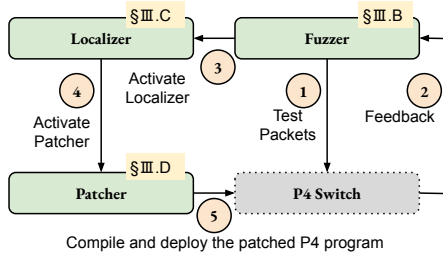 §III.C
§III.B
Localizer
Fuzzer
3
Activate
Localizer
4
Activate
Patcher
1
Test
Packets
2
Feedback
§III.D
Patcher
P4 Switch
5
Compile and deploy the patched P4 program